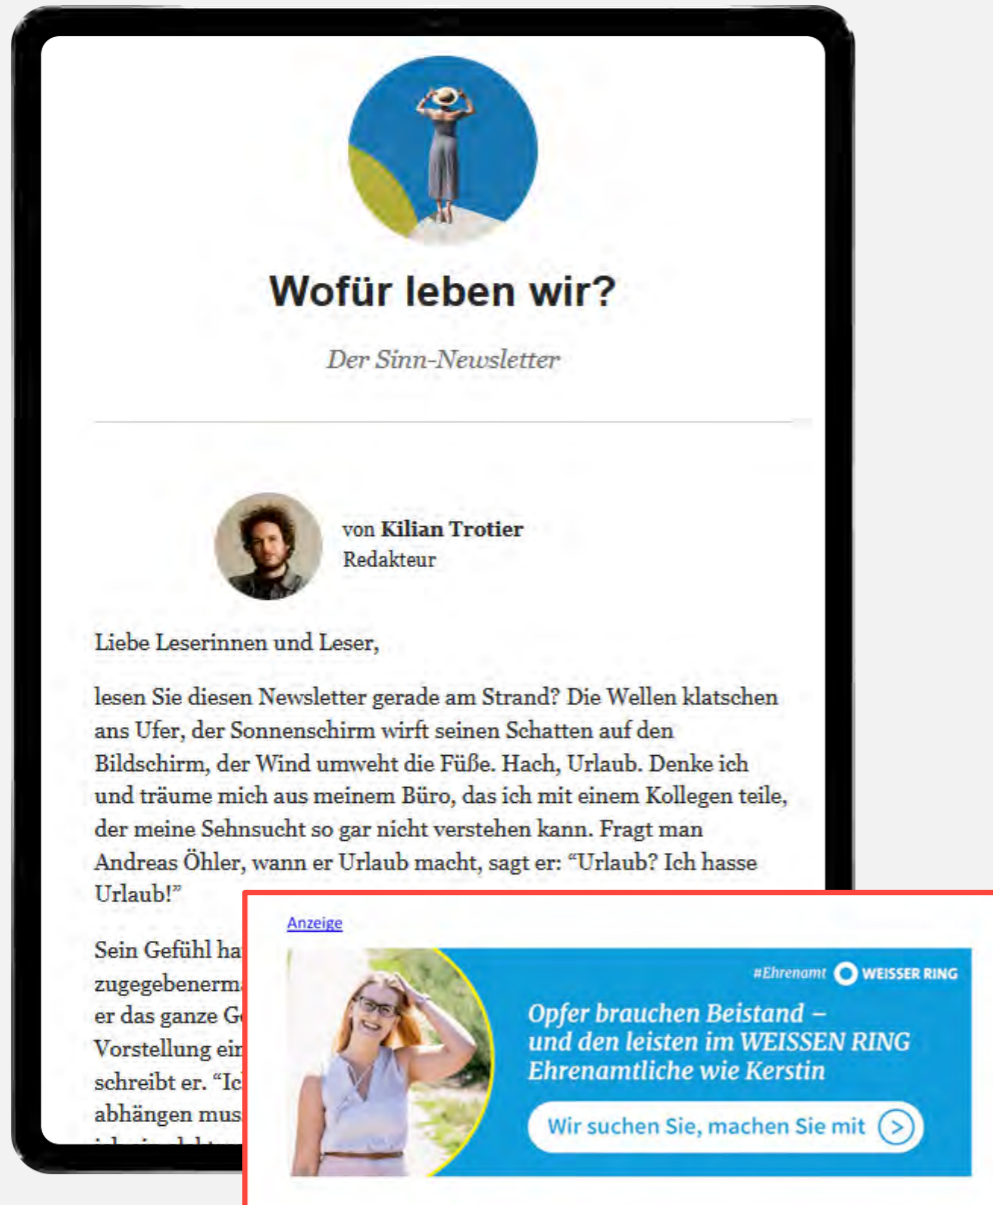 Wofür leben wir?
Der Sinn-Newsletter
von Kilian Trotier
Redakteur
Liebe Leserinnen und Leser,
lesen Sie diesen Newsletter gerade am Strand? Die Wellen klatschen
ans Ufer, der Sonnenschirm wirft seinen Schatten auf den
Bildschirm, der Wind umweht die Füße. Hach, Urlaub. Denke ich
und träume mich aus meinem Büro, das ich mit einem Kollegen teile,
der meine Sehnsucht so gar nicht verstehen kann. Fragt man
Andreas Öhler, wann er Urlaub macht, sagt er: “Urlaub? Ich hasse
Urlaub!”
Sein Gefühl
er das ganze
Vorstellung
schreibt er.
abhängen
Anzeige
#Ehrenamt WEISSER RING
Opfer brauchen Beistand –
und den leisten im WEISSEN RING
Ehrenamtliche wie Kerstin
Wir suchen Sie, machen Sie mit